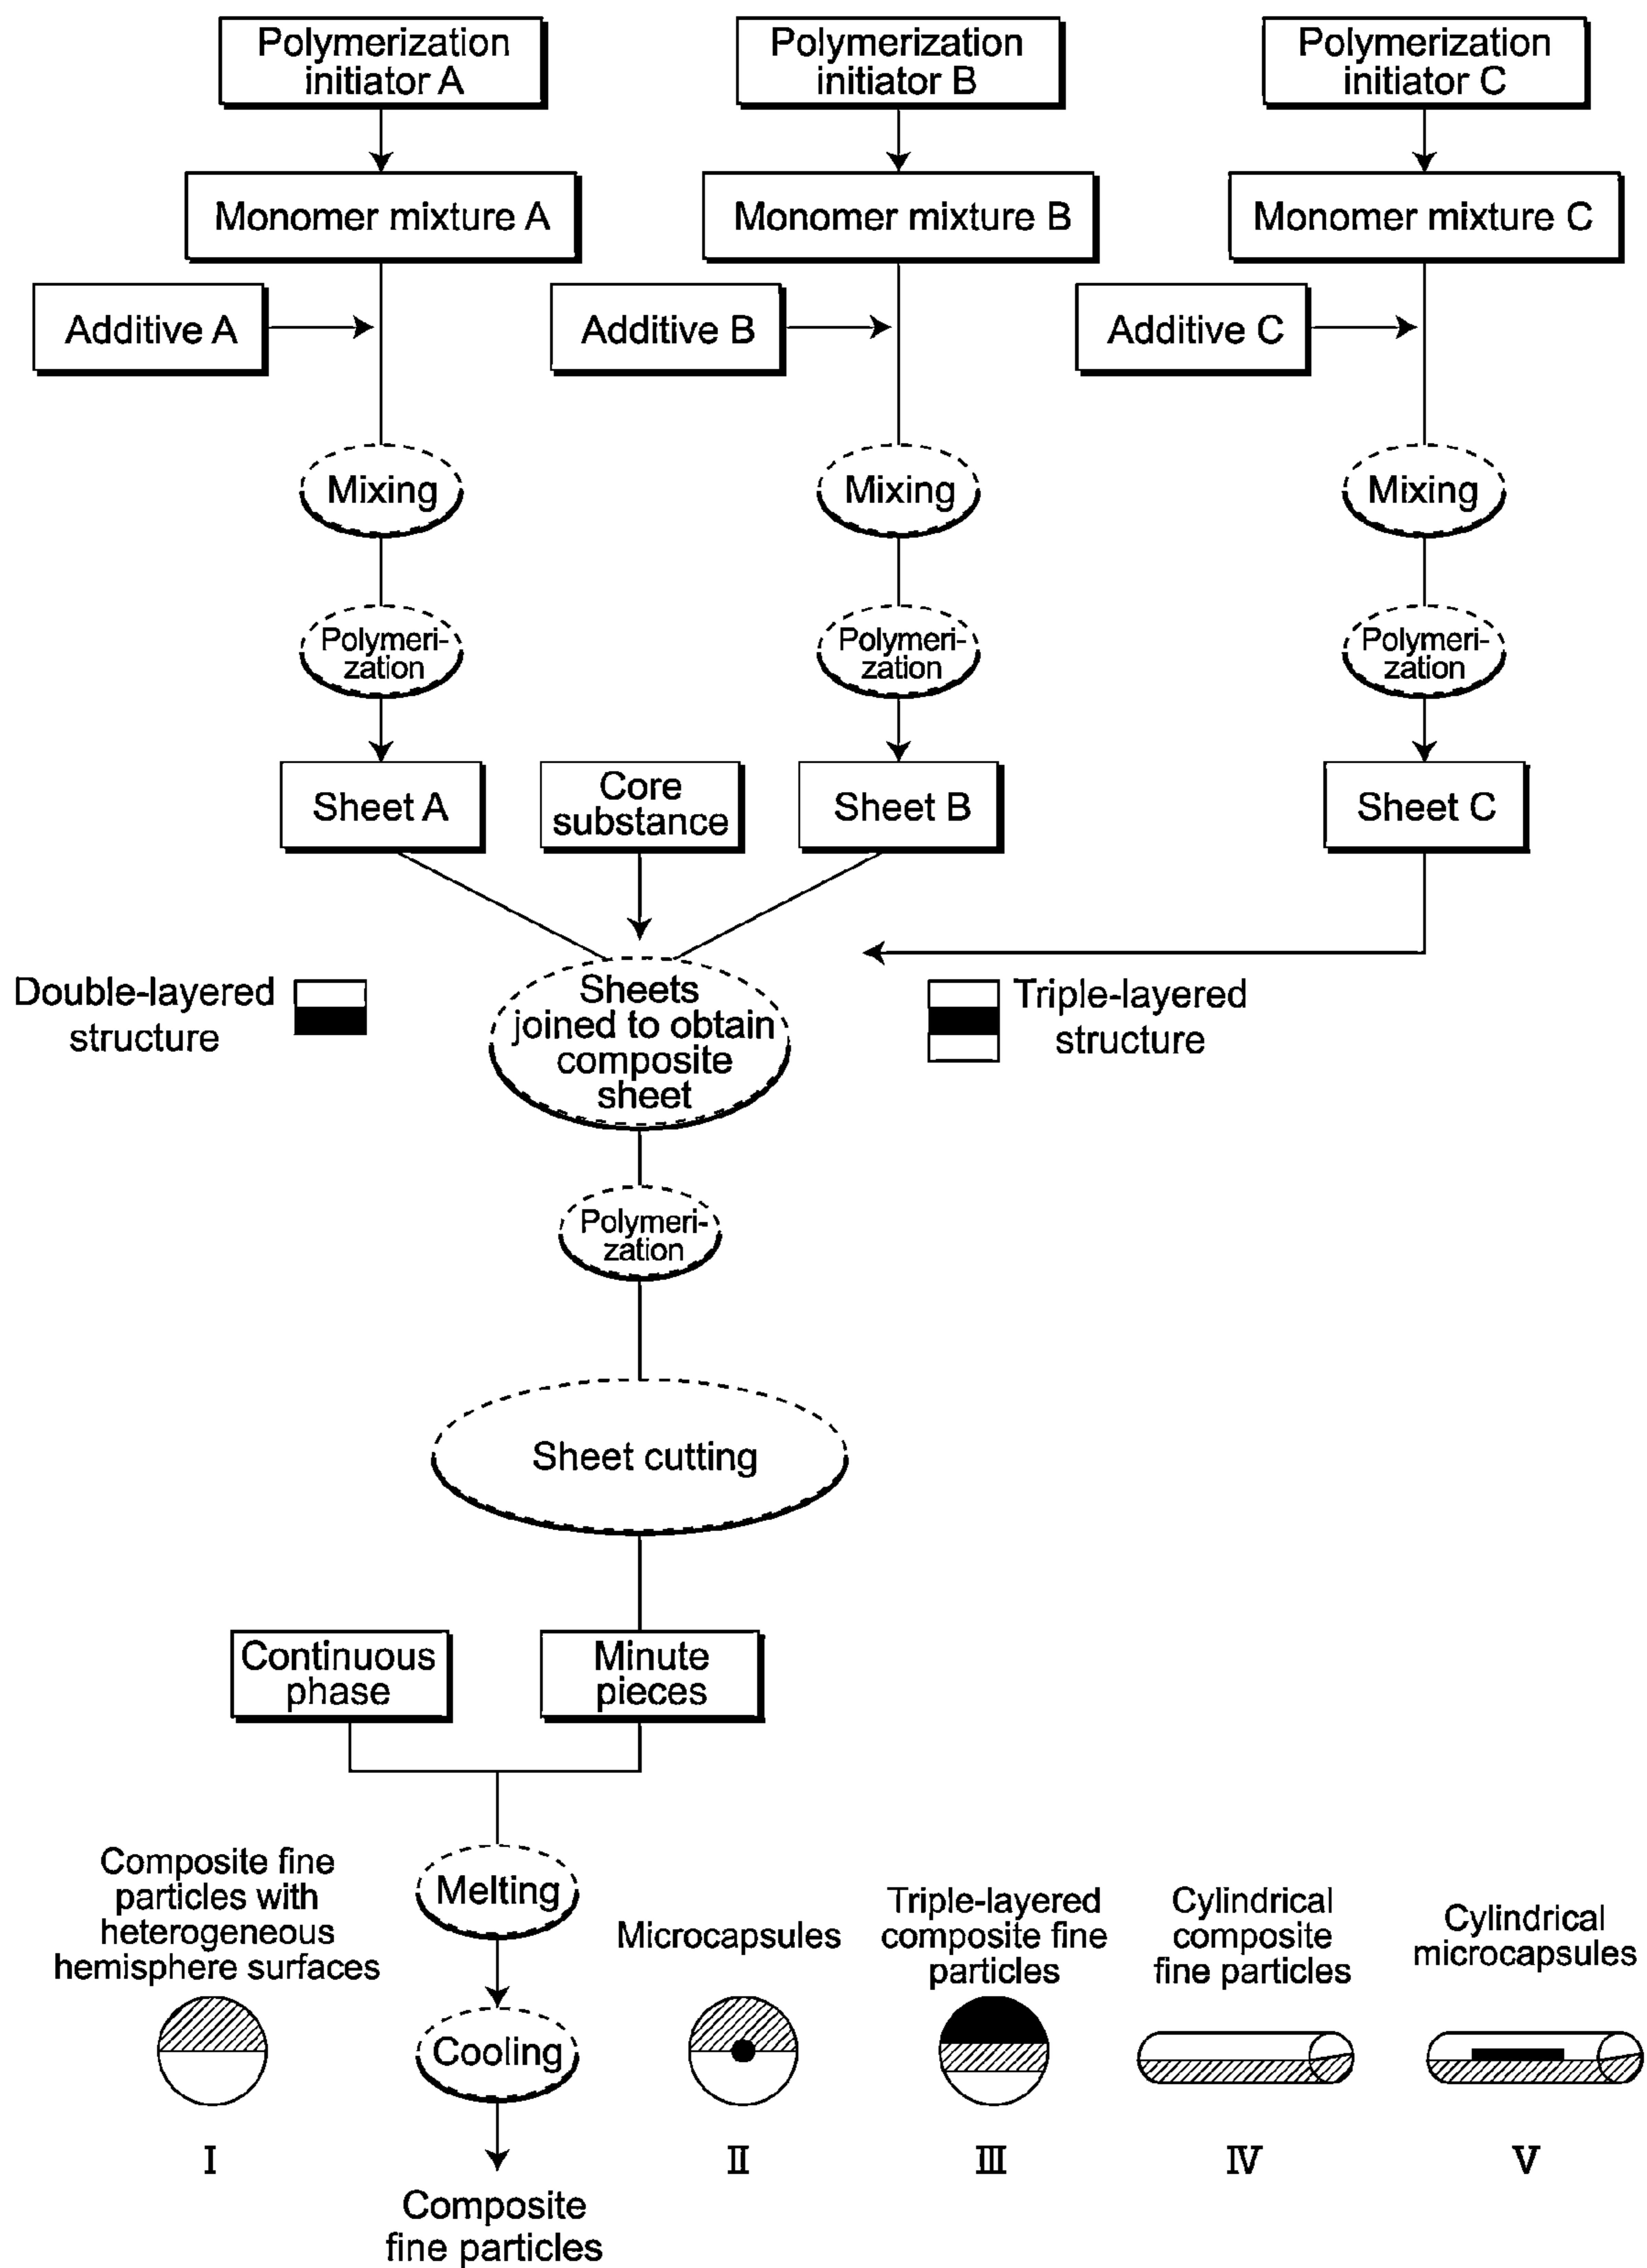 Polymerization
initiator A
Polymerization
initiator B
Polymerization
initiator C
Monomer mixture A
Monomer mixture B
Monomer mixture C
Additive A
Additive B
Additive C
Mixing
Mixing
Mixing
Polymeri-
zation
Polymeri-
zation
Polymeri-
zation
Sheet A
Core
substance
Sheet B
Sheet C
Double-layered
structure
Sheets
joined to obtain
composite
sheet
Triple-layered
structure
Polymeri-
zation
Sheet cutting
Continuous
phase
Minute
pieces
Composite fine
particles with
heterogeneous
hemisphere surfaces
Melting
Microcapsules
Triple-layered
composite fine
particles
Cylindrical
composite
fine particles
Cylindrical
microcapsules
Cooling
I
II
III
IV
V
Composite
fine particles